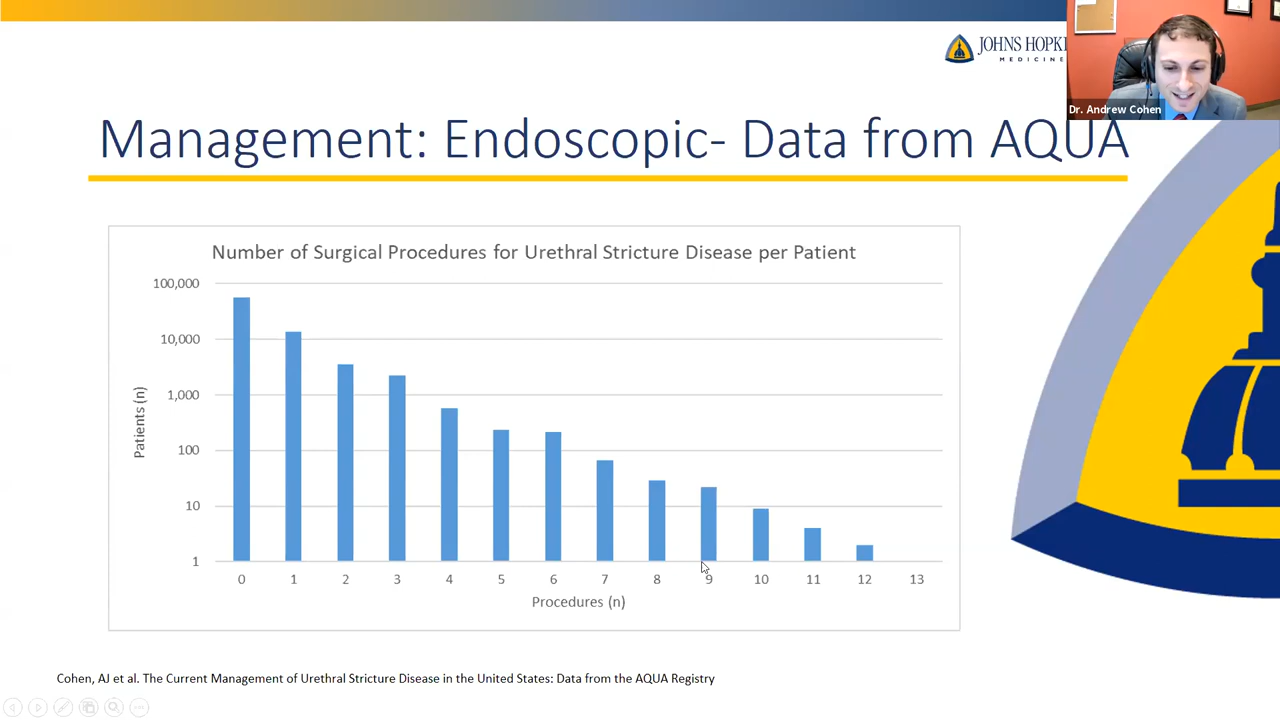 JOHNS HOPKI
MEDICINE
Dr. Andrew Cohen
Management: Endoscopic- Data from AQUA
Number of Surgical Procedures for Urethral Stricture Disease per Patient
100,000
10,000
1,000
100
10
1
Patients (n)
0 1 2 3 4 5 6 7 8 9 10 11 12 13
Procedures (n)
Cohen, AJ et al. The Current Management of Urethral Stricture Disease in the United States: Data from the AQUA Registry